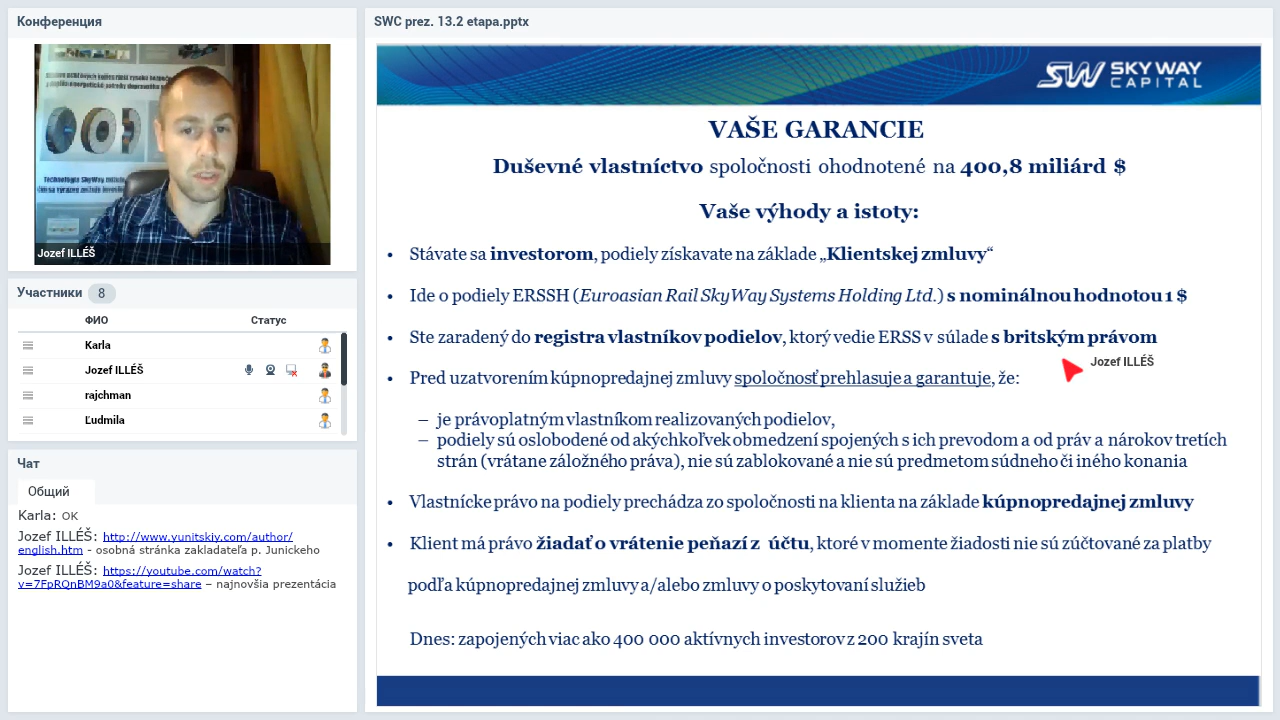 Конференция
Jozef ILLÉŠ
Участники 8
ФИО Статус
Karla
Jozef ILLÉŠ
rajchman
Ľudmila
Чат
Общий
Karla: OK
Jozef ILLÉŠ: http://www.yunitskiy.com/author/
english.htm - osobná stránka zakladateľa p. Junického
Jozef ILLÉŠ: https://youtube.com/watch?
v=7FpRQnBM9a0&feature=share – najnovšia prezentácia
SWC prez. 13.2 etapa.pptx
SW SKY WAY
CAPITAL
VAŠE GARANCIE
Duševné vlastníctvo spoločnosti ohodnotené na 400,8 miliárd $
Vaše výhody a istoty:
• Stávate sa investorom, podiely získavate na základe „Klientskej zmluvy“
• Ide o podiely ERSSH (Euroasian Rail SkyWay Systems Holding Ltd.) s nominálnou hodnotou 1 $
• Ste zaradený do registra vlastníkov podielov, ktorý vedie ERSS v súlade s britským právom
Jozef ILLÉŠ
• Pred uzatvorením kúpnopredajnej zmluvy spoločnosť prehlasuje a garantuje, že:
– je právoplatným vlastníkom realizovaných podielov,
– podiely sú oslobodené od akýchkoľvek obmedzení spojených s ich prevodom a od práv a nárokov tretích
strán (vrátane záložného práva), nie sú zablokované a nie sú predmetom súdneho či iného konania
• Vlastnícke právo na podiely prechádza zo spoločnosti na klienta na základe kúpnopredajnej zmluvy
• Klient má právo žiadať o vrátenie peňazí z účtu, ktoré v momente žiadosti nie sú zúčtované za platby
podľa kúpnopredajnej zmluvy a/alebo zmluvy o poskytovaní služieb
Dnes: zapojených viac ako 400 000 aktívnych investorov z 200 krajín sveta